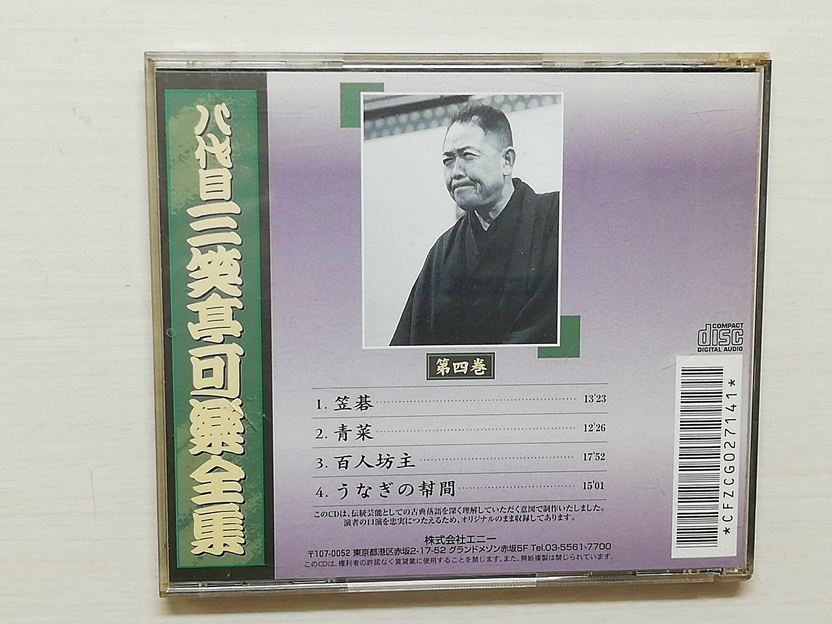 八代目三笑亭可樂全集
第四巻
1. 笠碁 13'23
2. 青菜 12'26
3. 百人坊主 17'52
4. うなぎの幇間 15'01
このCDは、伝統芸能としての古典落語を深く理解していただく意図で制作いたしました。
演者の口演を忠実につたえるため、オリジナルのまま収録してあります。
株式会社エニー
〒107-0052 東京都港区赤坂2-17-52 グランドメゾン赤坂5F Tel.03-5561-7700
このCDは、権利者の許諾なく賃貸業に使用することを禁じます。また、無断複製は禁じられています。
COMPACT
disc
DIGITAL AUDIO
*CFZCG027141*